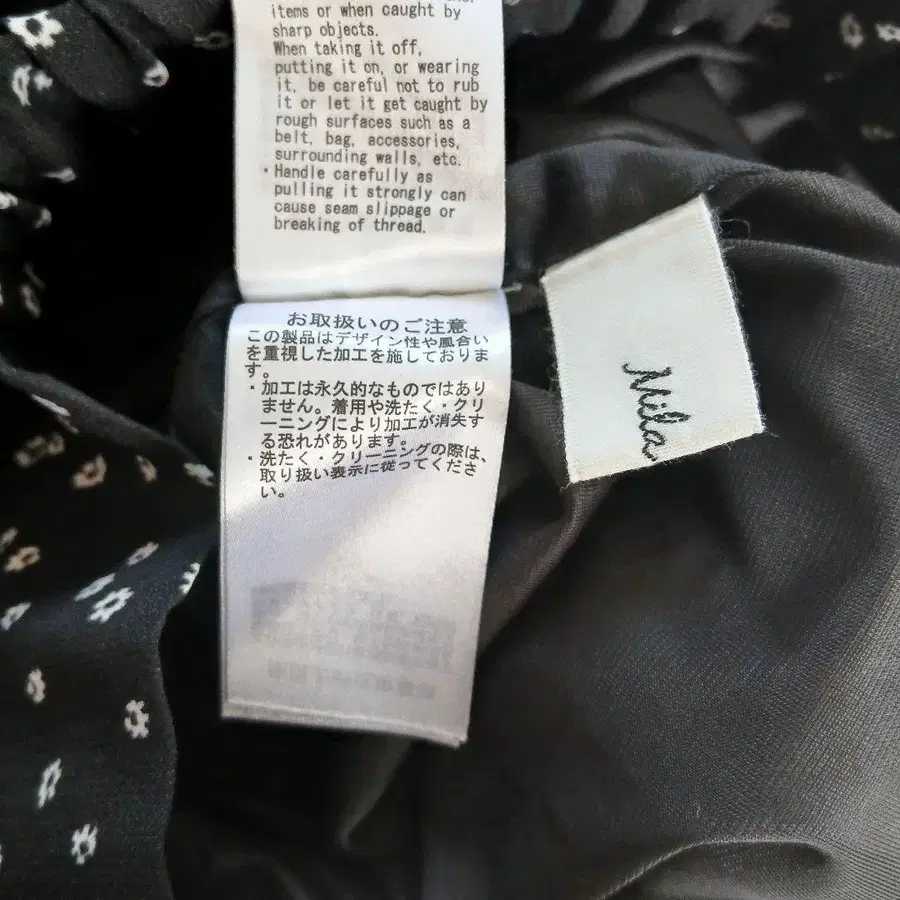 items or when caught by
sharp objects.
When taking it off,
putting it on, or wearing
it, be careful not to rub
it or let it get caught by
rough surfaces such as a
belt, bag, accessories,
surrounding walls, etc.
・Handle carefully as
pulling it strongly can
cause seam slippage or
breaking of thread.
お取扱いのご注意
この製品はデザイン性や風合い
を重視した加工を施しておりま
す。
・加工は永久的なものではあり
ません。着用や洗たく・クリ
ーニングにより加工が消失す
る恐れがあります。
・洗たく・クリーニングの際は、
取り扱い表示に従ってくださ
い。
Mila